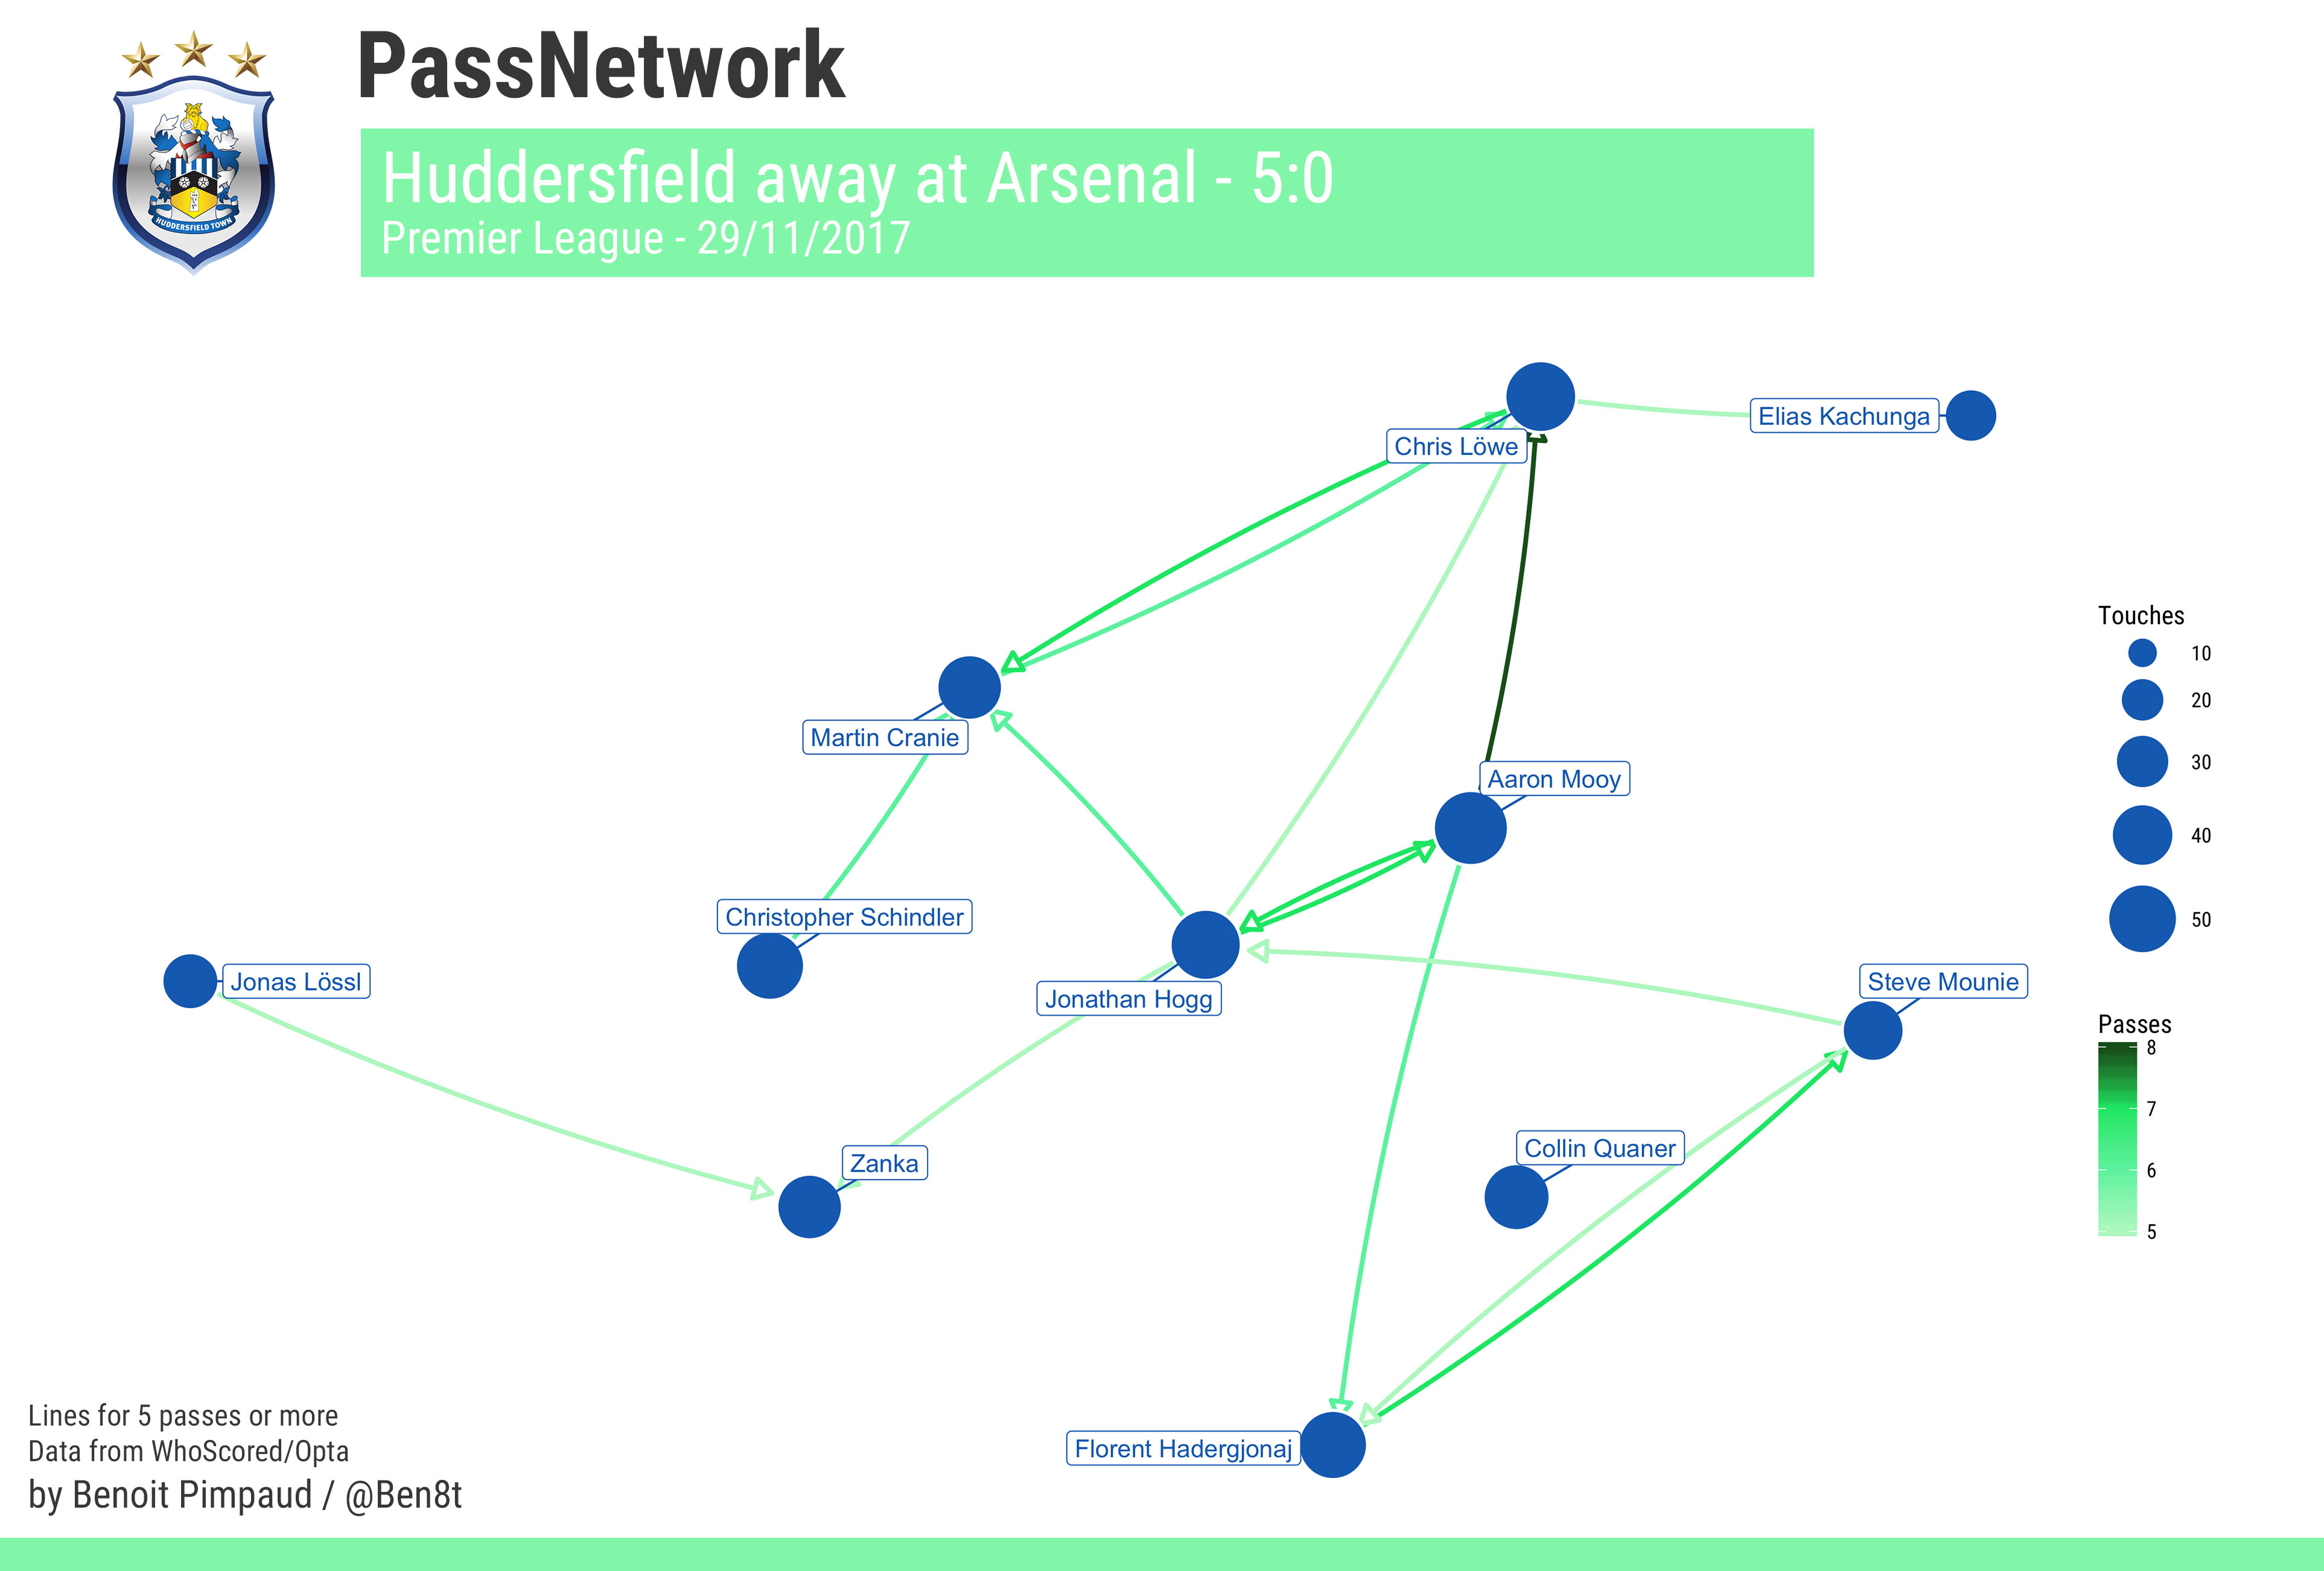 PassNetwork
Huddersfield away at Arsenal - 5:0
Premier League - 29/11/2017
HUDDERSFIELD TOWN
Elias Kachunga
Chris Löwe
Martin Cranie
Aaron Mooy
Christopher Schindler
Jonas Lössl
Jonathan Hogg
Steve Mounie
Collin Quaner
Zanka
Florent Hadergjonaj
Touches
10
20
30
40
50
Passes
8
7
6
5
Lines for 5 passes or more
Data from WhoScored/Opta
by Benoit Pimpaud / @Ben8t